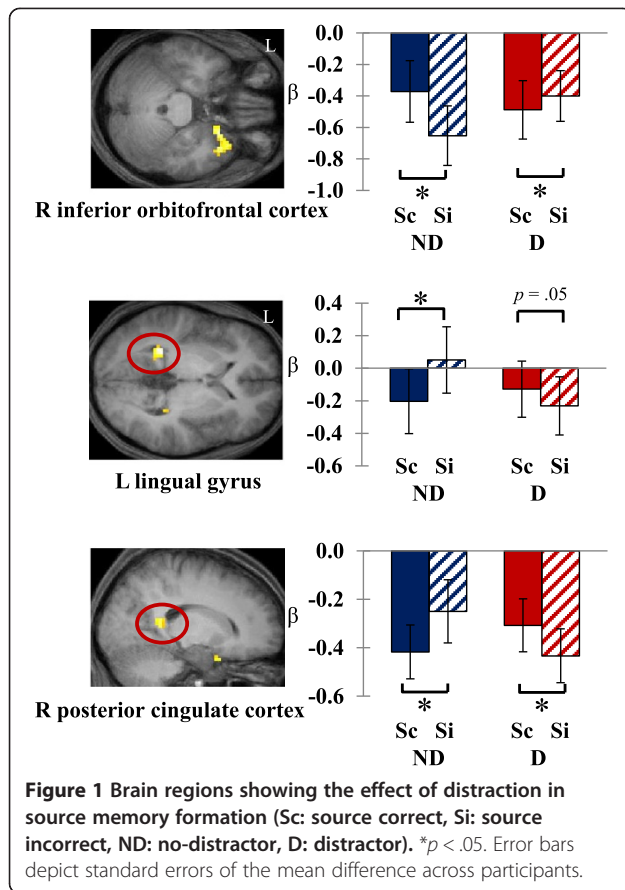 L
β
0.0
-0.2
-0.4
-0.6
-0.8
-1.0
* *
Sc Si Sc Si
ND D
R inferior orbitofrontal cortex
L
β
0.4
0.2
0.0
-0.2
-0.4
-0.6
* p = .05
Sc Si Sc Si
ND D
L lingual gyrus
β
0.0
-0.2
-0.4
-0.6
* *
Sc Si Sc Si
ND D
R posterior cingulate cortex
Figure 1 Brain regions showing the effect of distraction in
source memory formation (Sc: source correct, Si: source
incorrect, ND: no-distractor, D: distractor). *p < .05. Error bars
depict standard errors of the mean difference across participants.